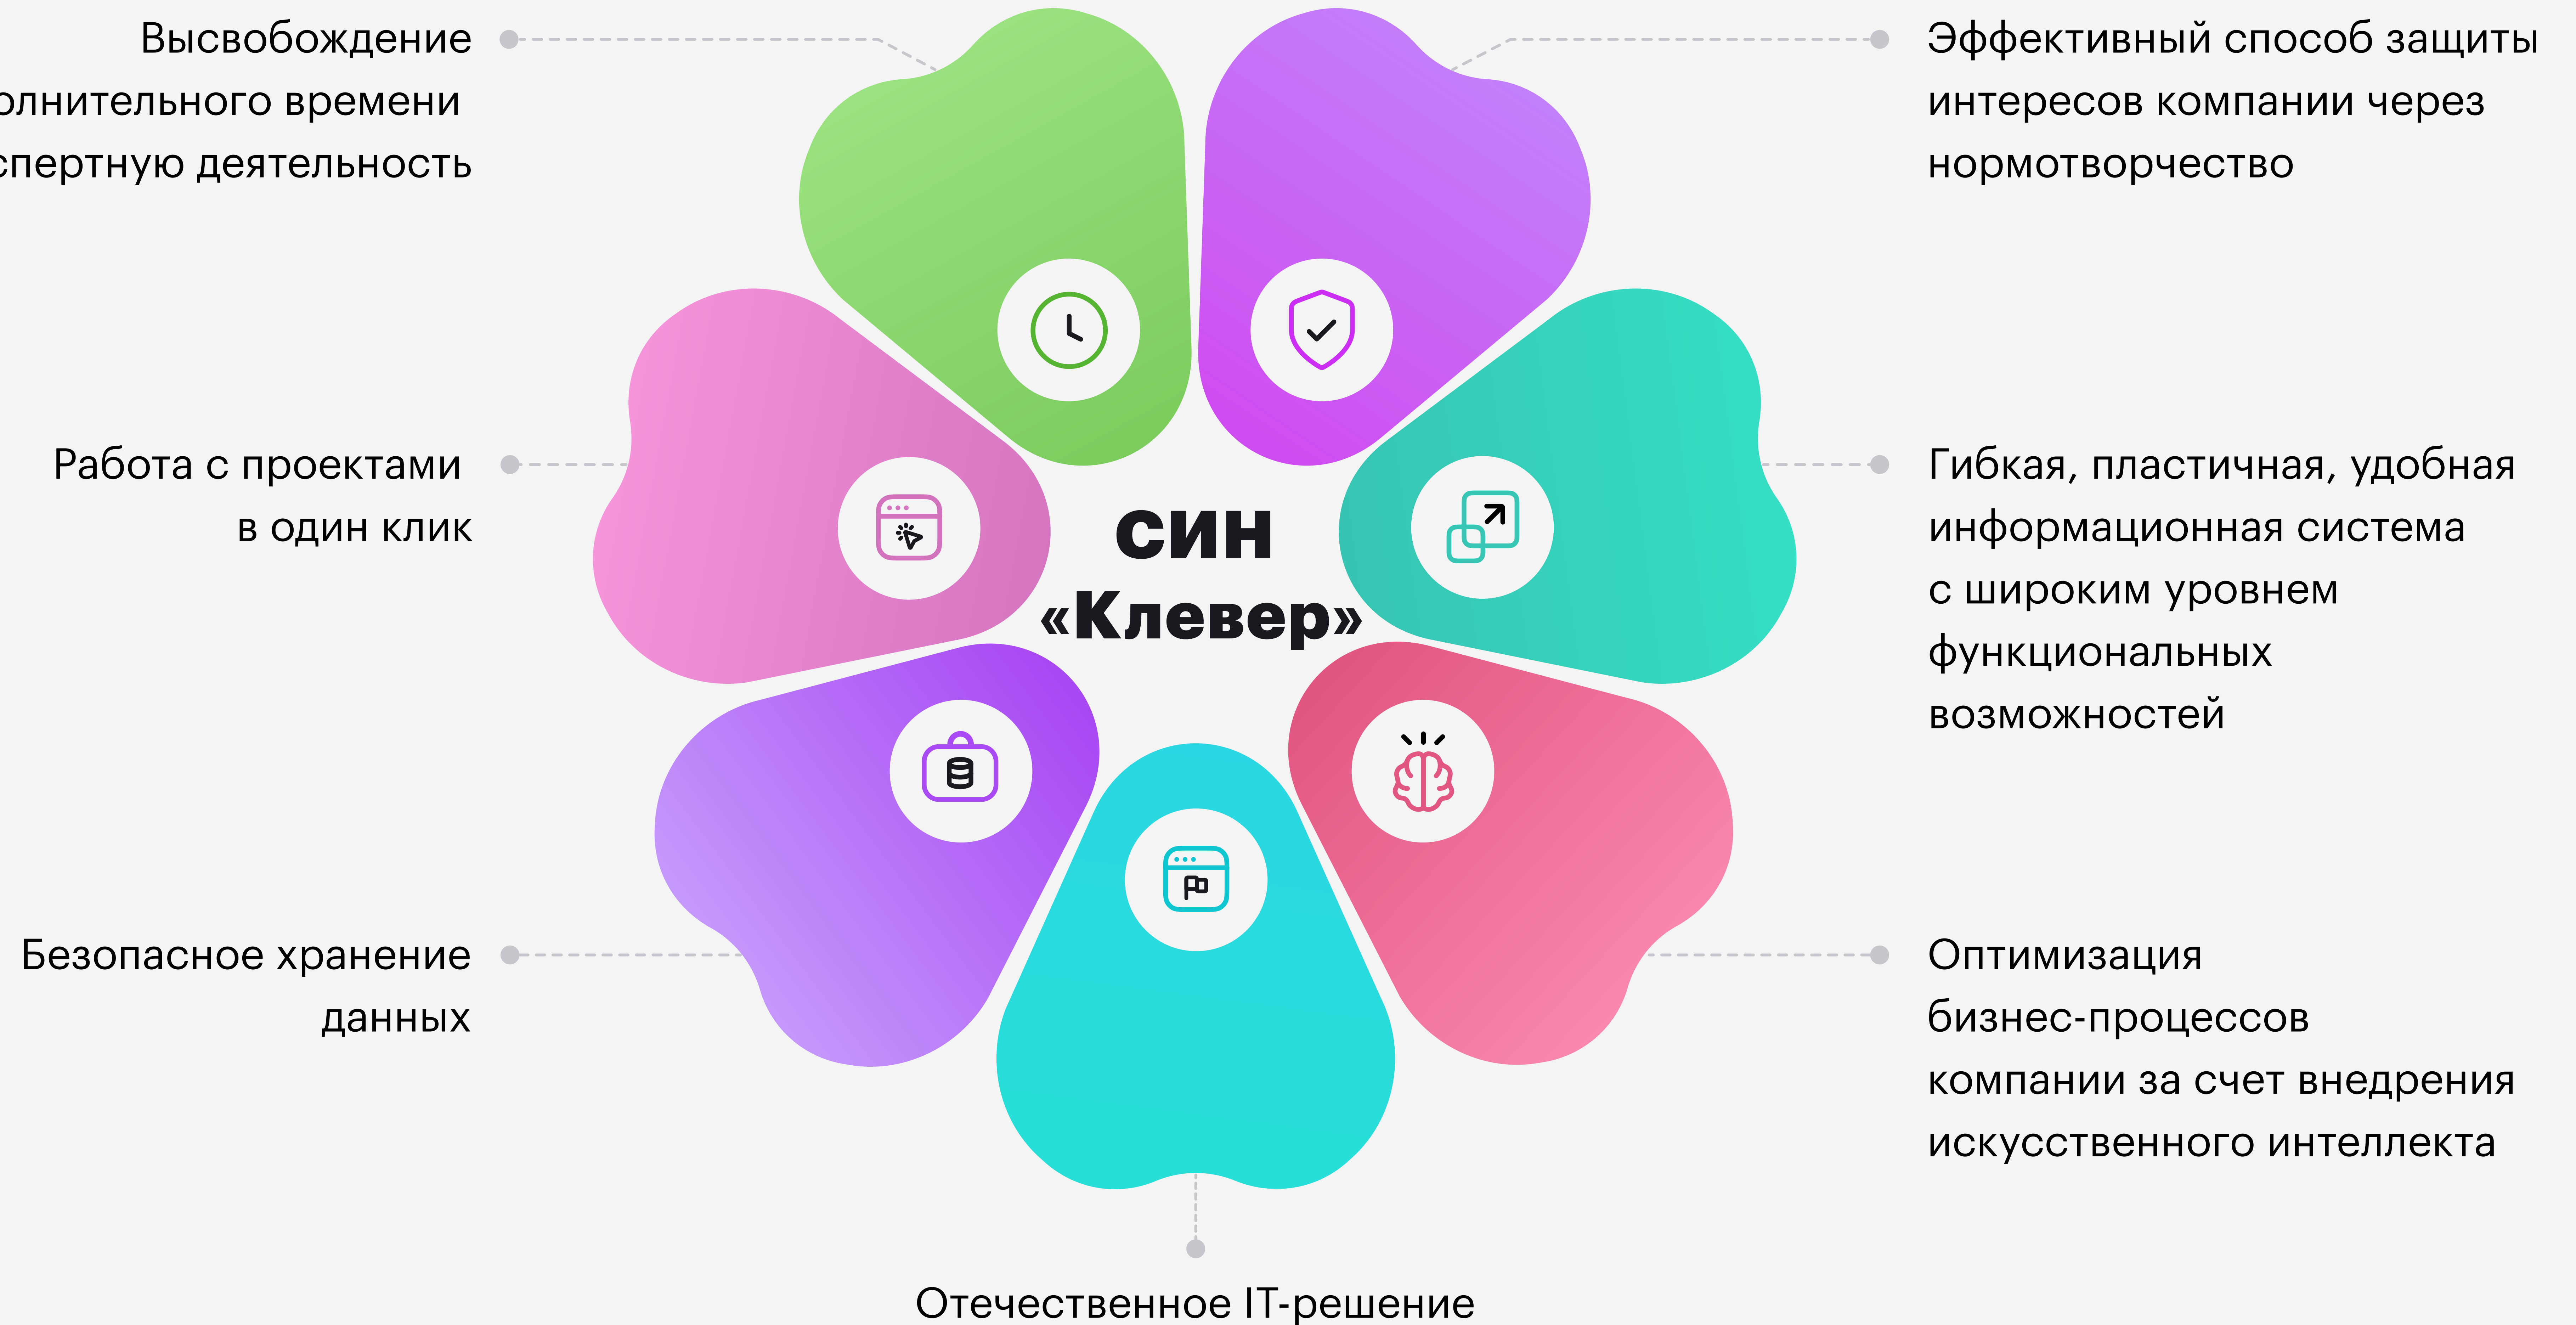 Высвобождение
олнительного времени
спертную деятельность
Эффективный способ защиты
интересов компании через
нормотворчество
Работа с проектами
в один клик
СИН
«Клевер»
Гибкая, пластичная, удобная
информационная система
с широким уровнем
функциональных
возможностей
Безопасное хранение
данных
Оптимизация
бизнес-процессов
компании за счет внедрения
искусственного интеллекта
Отечественное IT-решение